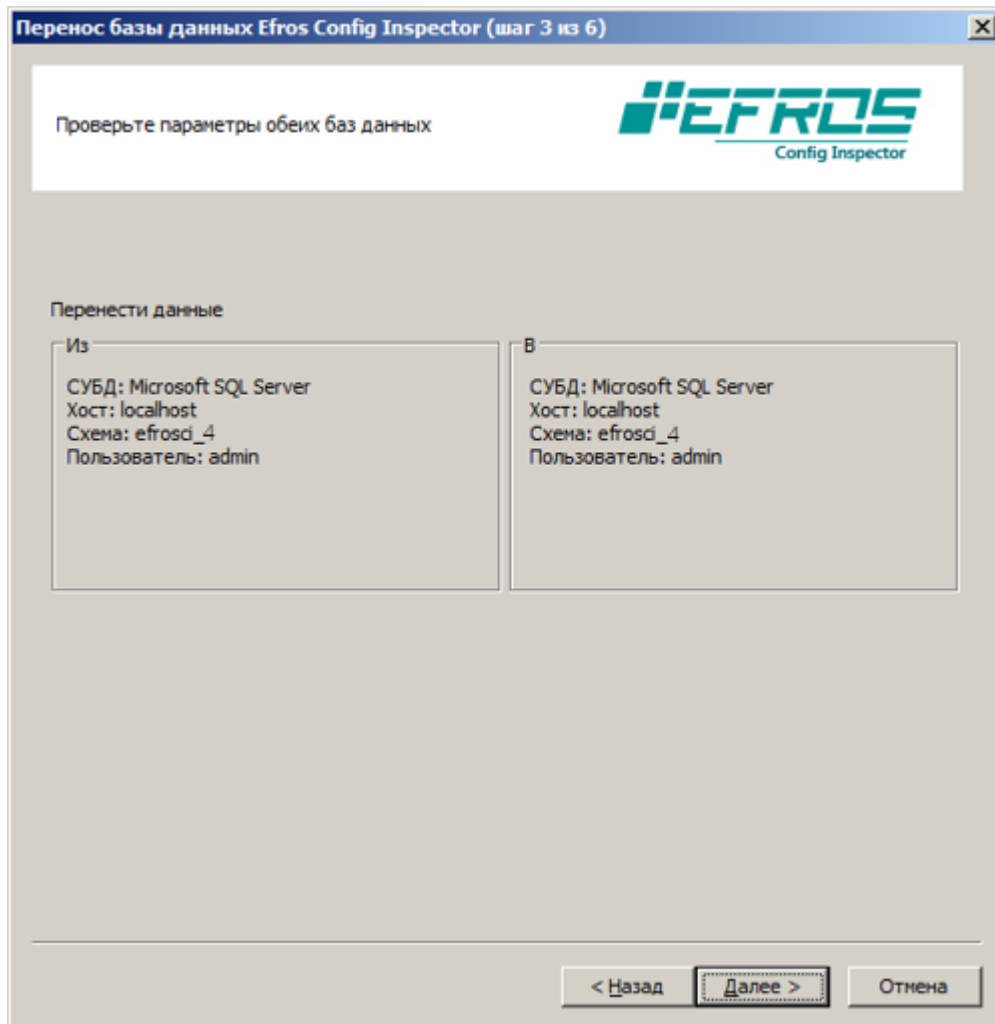 Перенос базы данных Efros Config Inspector (шаг 3 из 6)
Проверьте параметры обеих баз данных
EFROS
Config Inspector
Перенести данные
Из
СУБД: Microsoft SQL Server
Хост: localhost
Схема: efrosci_4
Пользователь: admin
В
СУБД: Microsoft SQL Server
Хост: localhost
Схема: efrosci_4
Пользователь: admin
< Назад
Далее >
Отмена